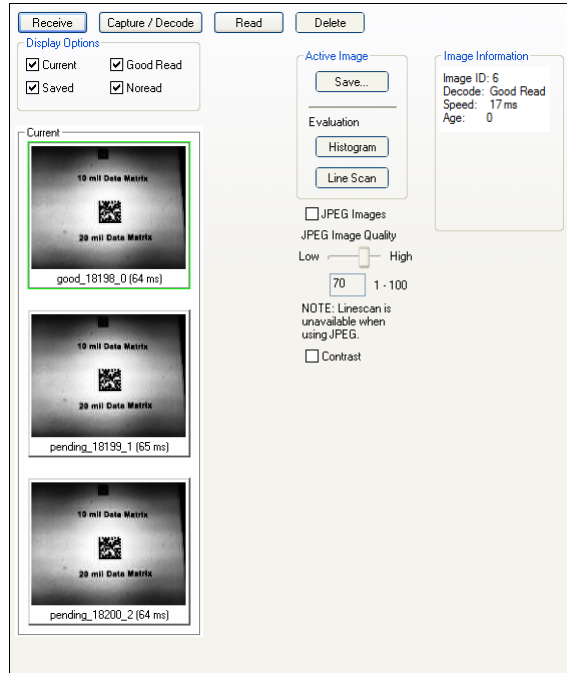 Receive Capture / Decode Read Delete
Display Options
Current Good Read
Saved Noread
Current
10 mil Data Matrix
20 mil Data Matrix
good_18198_0 (64 ms)
10 mil Data Matrix
20 mil Data Matrix
pending_18199_1 (65 ms)
10 mil Data Matrix
20 mil Data Matrix
pending_18200_2 (64 ms)
Active Image
Save...
Evaluation
Histogram
Line Scan
JPEG Images
JPEG Image Quality
Low High
70 1 - 100
NOTE: Linescan is
unavailable when
using JPEG.
Contrast
Image Information
Image ID: 6
Decode: Good Read
Speed: 17 ms
Age: 0